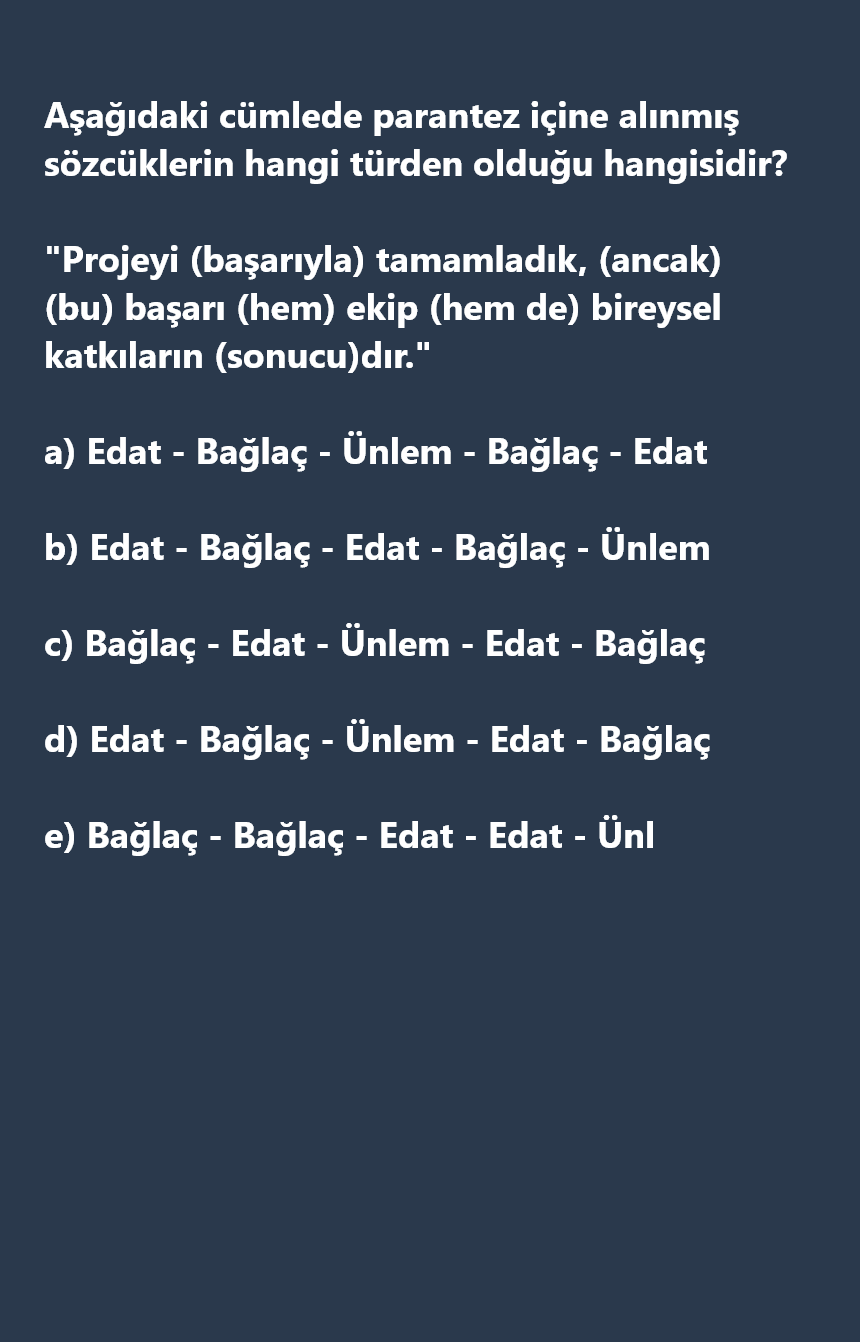 Aşağıdaki cümlede parantez içine alınmış
sözcüklerin hangi türden olduğu hangisidir?
"Projeyi (başarıyla) tamamladık, (ancak)
(bu) başarı (hem) ekip (hem de) bireysel
katkıların (sonucu)dır."
a) Edat - Bağlaç - Ünlem - Bağlaç - Edat
b) Edat - Bağlaç - Edat - Bağlaç - Ünlem
c) Bağlaç - Edat - Ünlem - Edat - Bağlaç
d) Edat - Bağlaç - Ünlem - Edat - Bağlaç
e) Bağlaç - Bağlaç - Edat - Edat - Ünl